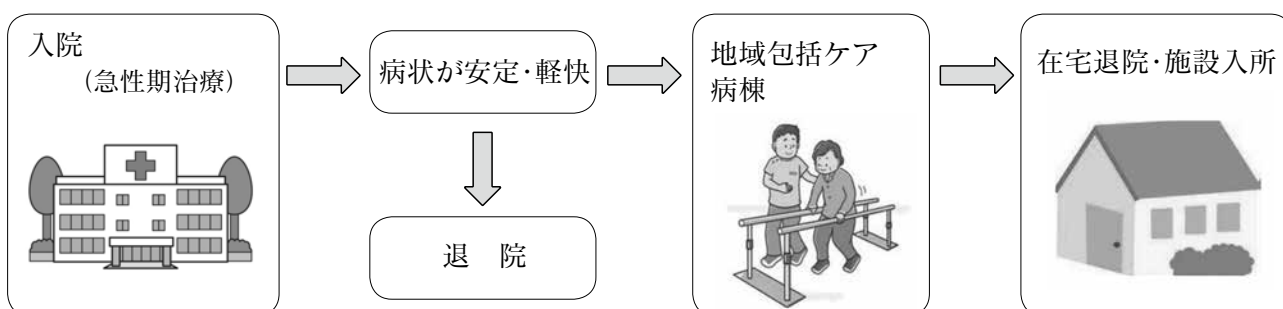 入院
(急性期治療)
病状が安定・軽快
退　院
地域包括ケア
病棟
在宅退院・施設入所